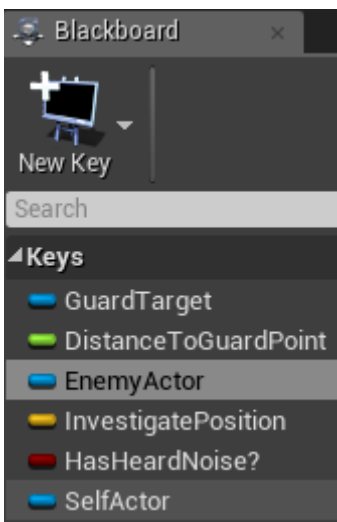 Blackboard
New Key
Search
Keys
GuardTarget
DistanceToGuardPoint
EnemyActor
InvestigatePosition
HasHeardNoise?
SelfActor